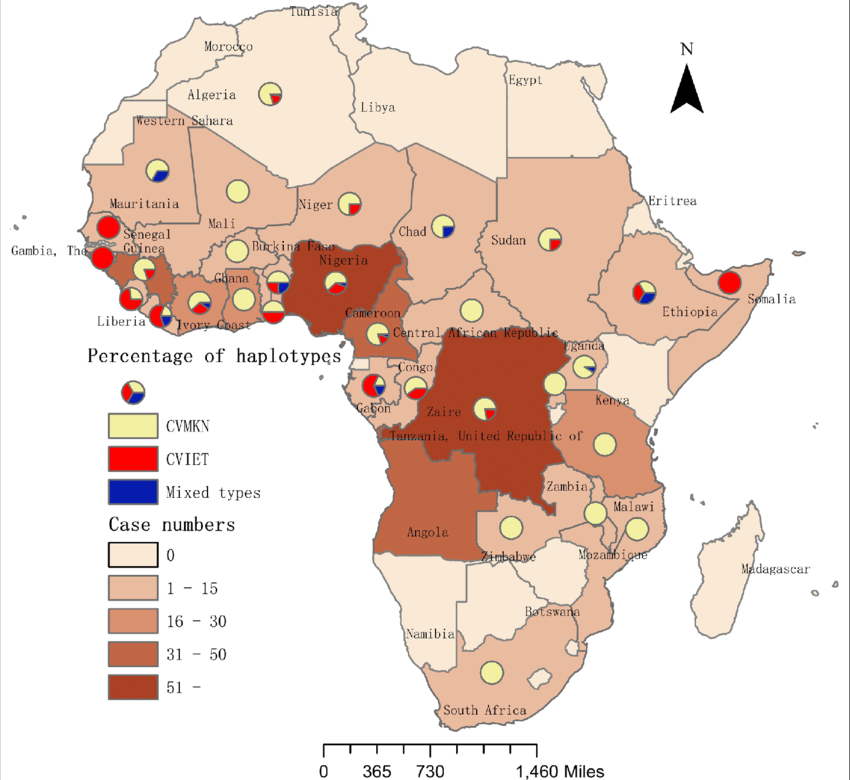 Tunisia
Morocco
N
Egypt
Algeria
Libya
Western Sahara
Mauritania
Niger
Eritrea
Mali
Chad
Sudan
Senegal
Gambia, The
Guinea
Burkina Faso
Nigeria
Ghana
Ethiopia
Somalia
Cameroon
Liberia
Ivory Coast
Central African Republic
Uganda
Percentage of haplotypes
Congo
Kenya
Gabon
Zaire
CVMKN
Tanzania, United Republic of
CVIET
Zambia
Mixed types
Malawi
Case numbers
Angola
0
Zimbabwe
Mozambique
Madagascar
1 - 15
Botswana
16 - 30
Namibia
31 - 50
51 -
South Africa
0 365 730 1,460 Miles